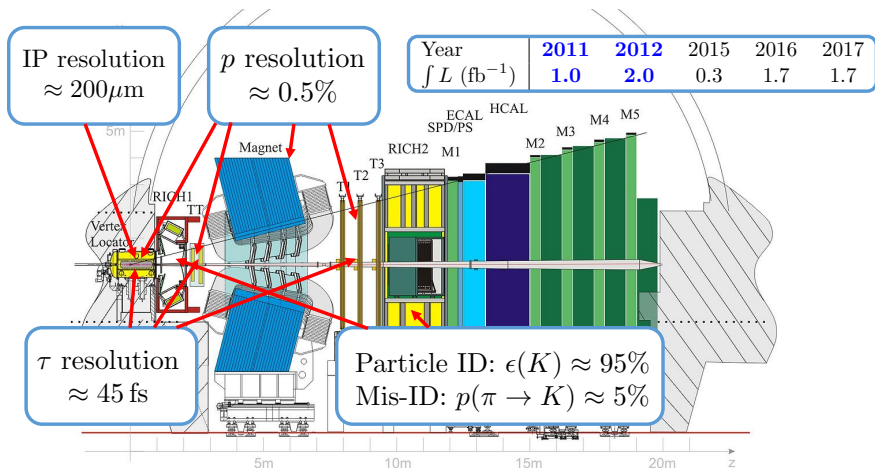 IP resolution
≈ 200μm
p resolution
≈ 0.5%
Year 2011 2012 2015 2016 2017
∫ L (fb⁻¹) 1.0 2.0 0.3 1.7 1.7
5m
Vertex
Locator
RICH1
TT
Magnet
T1
T2
T3
RICH2
M1
SPD/PS
ECAL
HCAL
M2
M3
M4
M5
τ resolution
≈ 45 fs
Particle ID: ϵ(K) ≈ 95%
Mis-ID: p(π → K) ≈ 5%
5m
10m
15m
20m
z